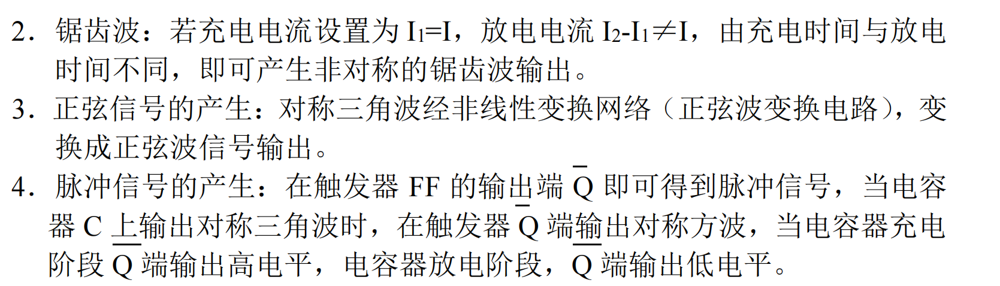 2．锯齿波：若充电电流设置为 I1=I，放电电流 I2-I1≠I，由充电时间与放电
时间不同，即可产生非对称的锯齿波输出。
3．正弦信号的产生：对称三角波经非线性变换网络（正弦波变换电路），变
换成正弦波信号输出。
4．脉冲信号的产生：在触发器 FF 的输出端 Q̅ 即可得到脉冲信号，当电容
器 C 上输出对称三角波时，在触发器 Q̅ 端输出对称方波，当电容器充电
阶段 Q̅ 端输出高电平，电容器放电阶段，Q̅ 端输出低电平。